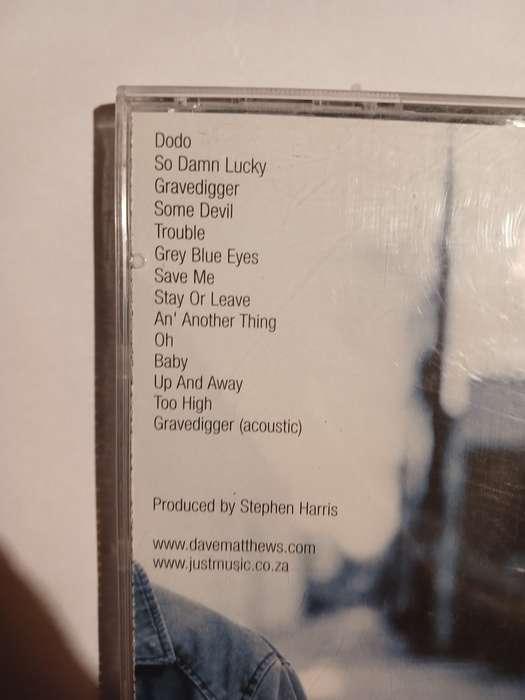 Dodo
So Damn Lucky
Gravedigger
Some Devil
Trouble
Grey Blue Eyes
Save Me
Stay Or Leave
An' Another Thing
Oh
Baby
Up And Away
Too High
Gravedigger (acoustic)
Produced by Stephen Harris
www.davematthews.com
www.justmusic.co.za